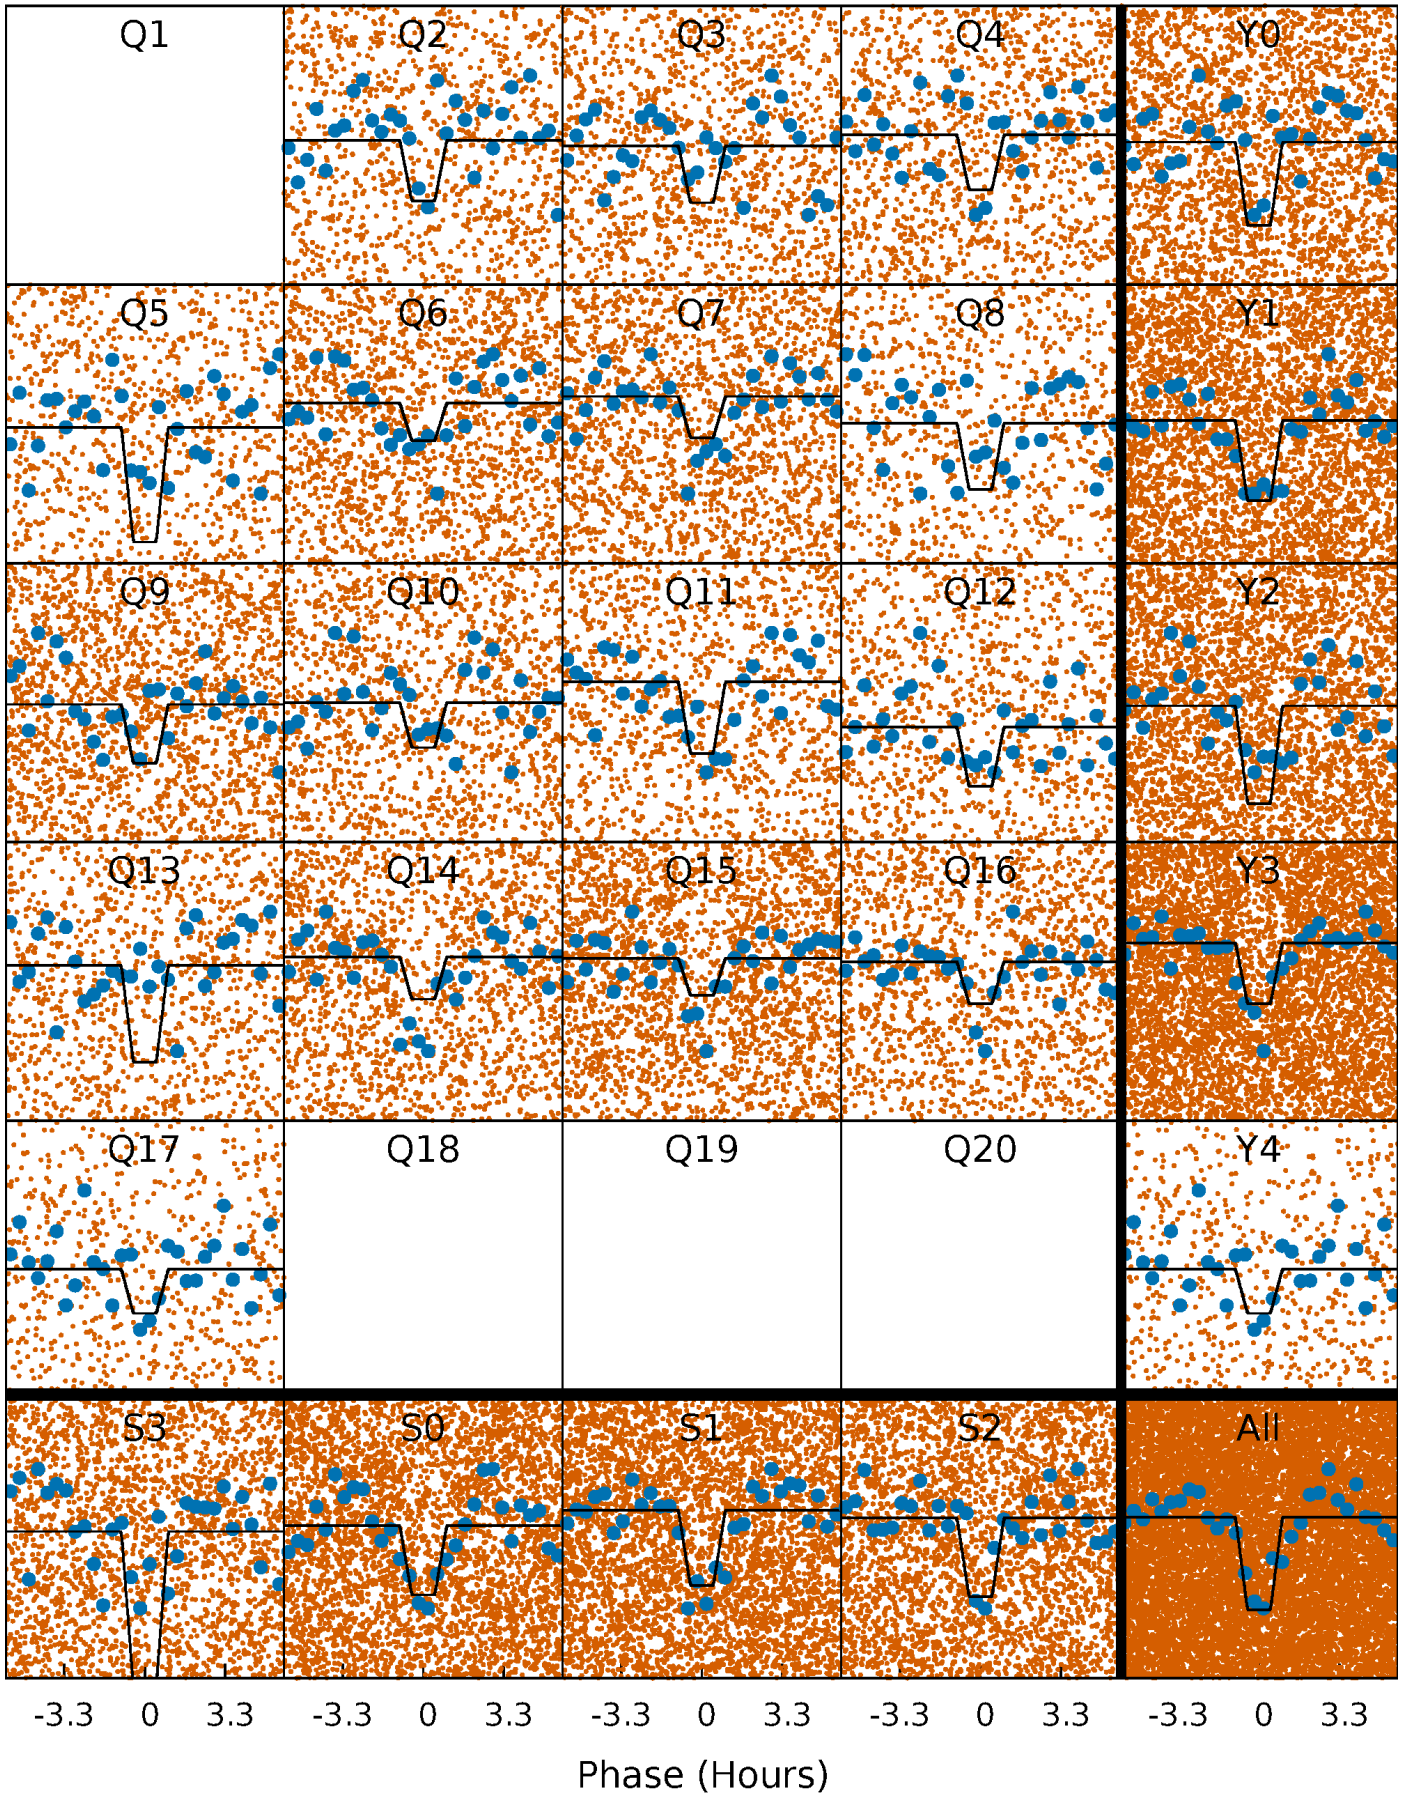 Q1 Q2 Q3 Q4 Y0
Q5 Q6 Q7 Q8 Y1
Q9 Q10 Q11 Q12 Y2
Q13 Q14 Q15 Q16 Y3
Q17 Q18 Q19 Q20 Y4
S3 S0 S1 S2 All
-3.3 0 3.3 -3.3 0 3.3 -3.3 0 3.3 -3.3 0 3.3 -3.3 0 3.3
Phase (Hours)